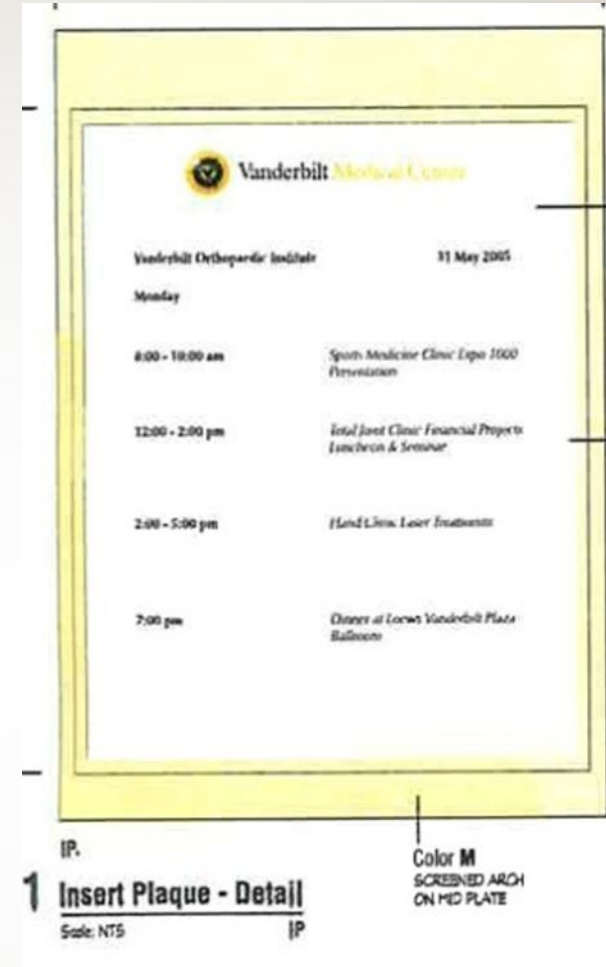 Vanderbilt Medical Center
Vanderbilt Orthopaedic Institute 31 May 2005
Monday
8:00 - 10:00 am Sports Medicine Clinic Expo 1000
Presentation
12:00 - 2:00 pm Total Joint Clinic Financial Projects
Luncheon & Seminar
2:00 - 5:00 pm Hand Clinic Laser Treatments
7:00 pm Dinner at Loews Vanderbilt Plaza
Ballroom
IP.
1 Insert Plaque - Detail
Scale: NTS IP
Color M
SCREENED ARCH
ON MID PLATE